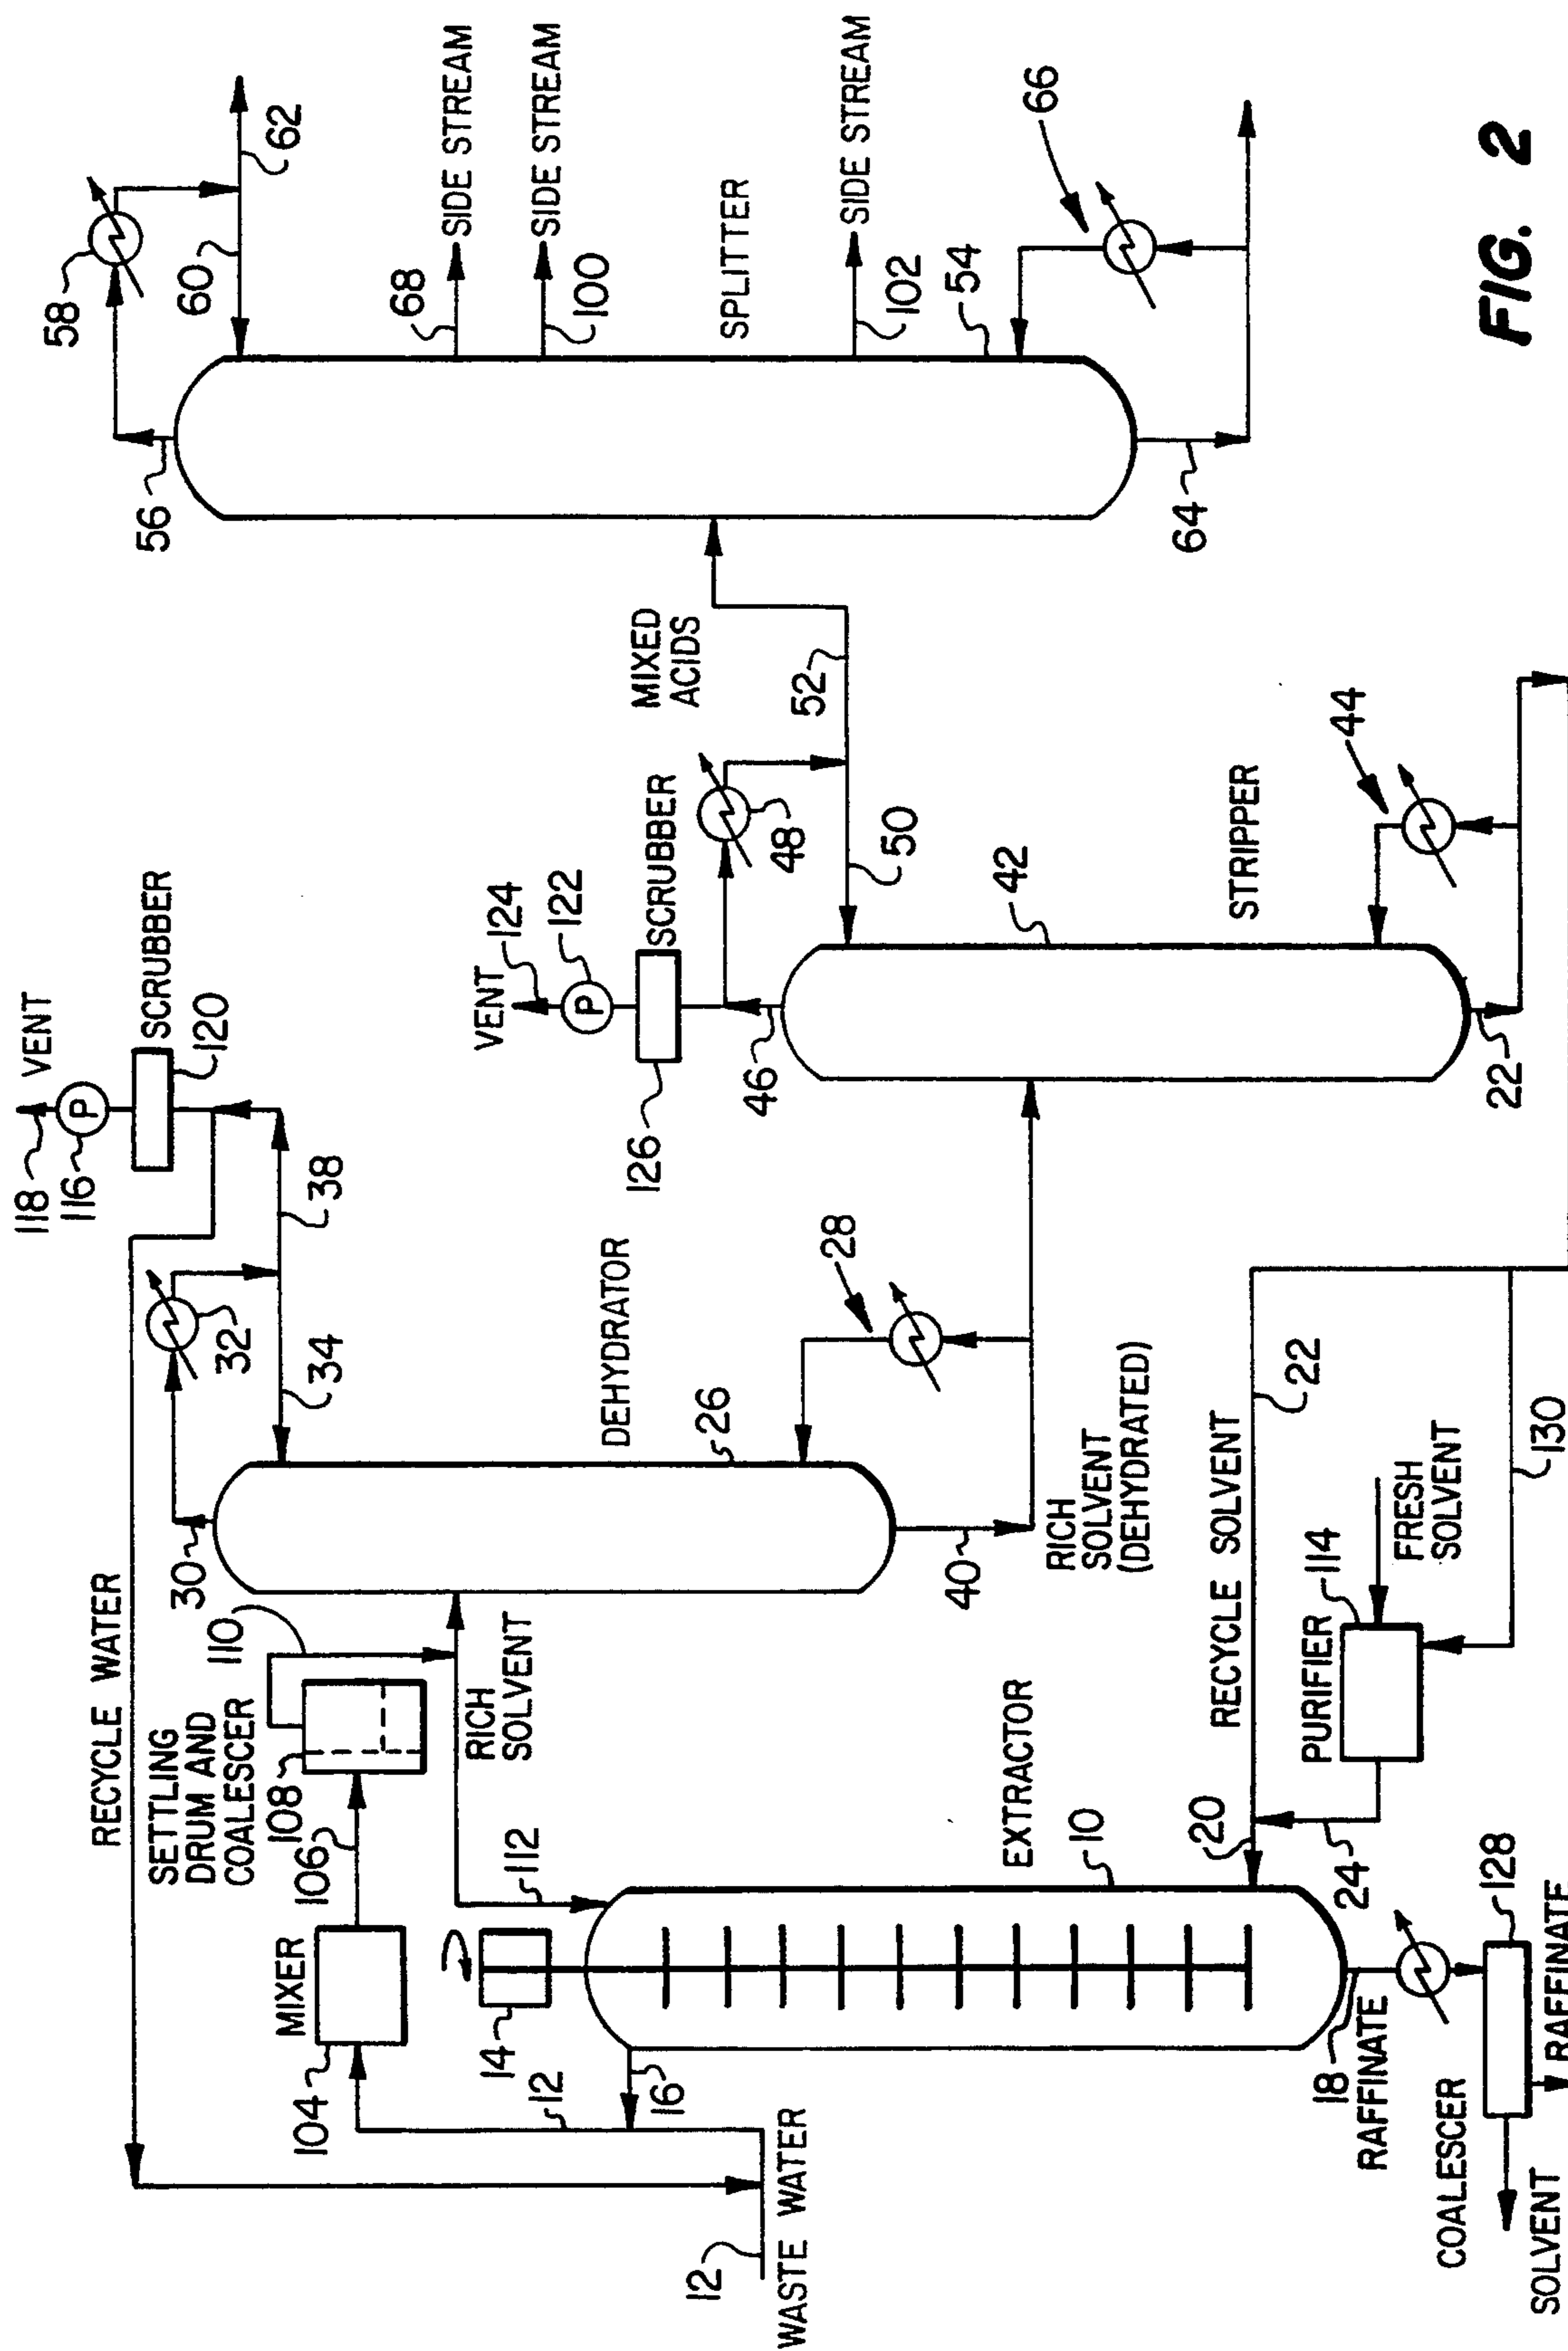 118
VENT
116
P
SCRUBBER
120
RECYCLE WATER
30
32
34
38
SETTLING
DRUM AND
COALESCER
108
110
106
MIXER
104
14
12
16
112
RICH
SOLVENT
DEHYDRATOR
26
28
40
RICH
SOLVENT
(DEHYDRATED)
12
WASTE WATER
EXTRACTOR
10
18
RAFFINATE
COALESCER
128
SOLVENT
RAFFINATE
20
24
RECYCLE SOLVENT
22
PURIFIER
114
FRESH
SOLVENT
130
VENT
124
P
122
SCRUBBER
126
46
48
50
52
MIXED
ACIDS
42
STRIPPER
44
22
56
58
60
62
68
SIDE STREAM
100
SIDE STREAM
SPLITTER
102
SIDE STREAM
54
66
64
FIG. 2